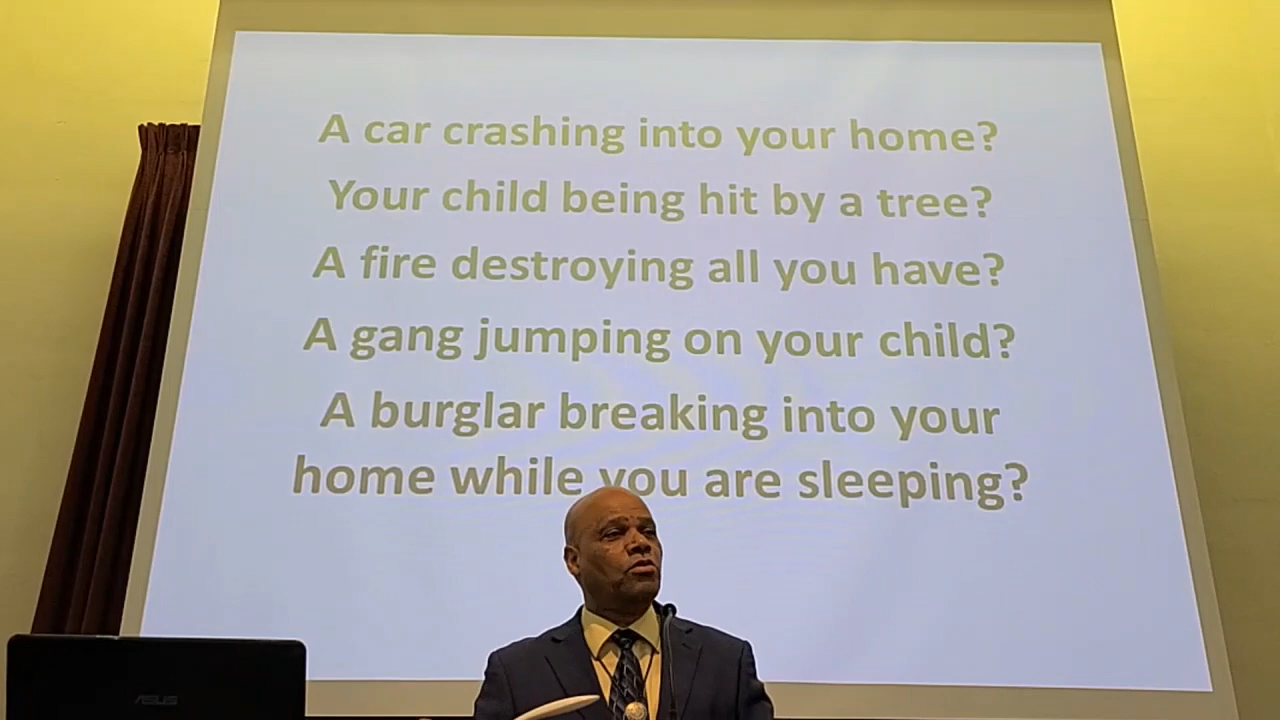 A car crashing into your home?
Your child being hit by a tree?
A fire destroying all you have?
A gang jumping on your child?
A burglar breaking into your
home while you are sleeping?
ASUS